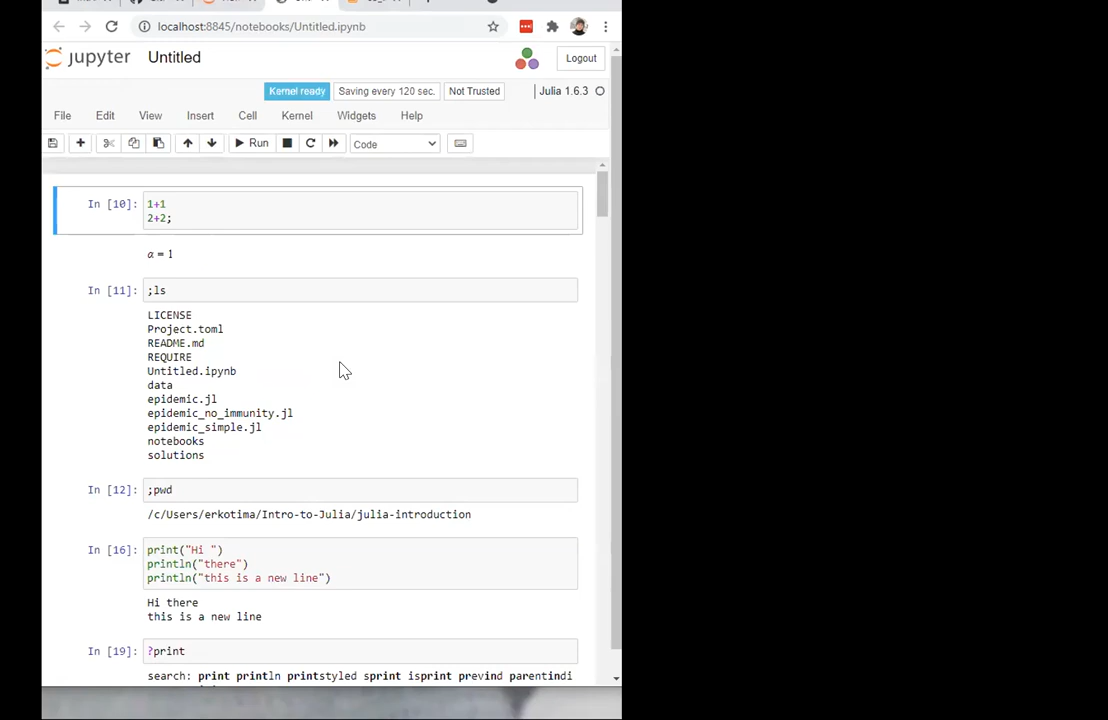 localhost:8845/notebooks/Untitled.ipynb
jupyter Untitled
Logout
Kernel ready Saving every 120 sec. Not Trusted Julia 1.6.3
File Edit View Insert Cell Kernel Widgets Help
Run Code
In [10]: 1+1
2+2;
α = 1
In [11]: ;ls
LICENSE
Project.toml
README.md
REQUIRE
Untitled.ipynb
data
epidemic.jl
epidemic_no_immunity.jl
epidemic_simple.jl
notebooks
solutions
In [12]: ;pwd
/c/Users/erkotima/Intro-to-Julia/julia-introduction
In [16]: print("Hi ")
println("there")
println("this is a new line")
Hi there
this is a new line
In [19]: ?print
search: print println printstyled sprint isprint prevind parentindi